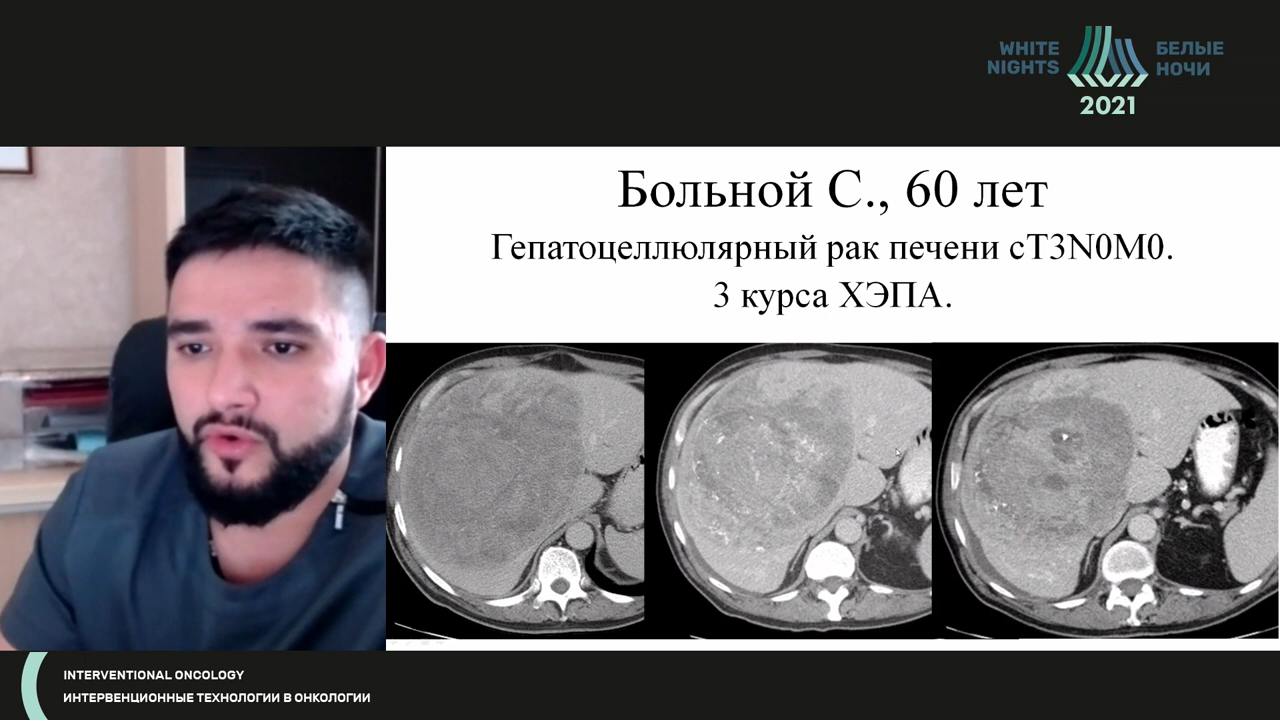 WHITE
NIGHTS
БЕЛЫЕ
НОЧИ
2021
Больной С., 60 лет
Гепатоцеллюлярный рак печени cT3N0M0.
3 курса ХЭПА.
INTERVENTIONAL ONCOLOGY
ИНТЕРВЕНЦИОННЫЕ ТЕХНОЛОГИИ В ОНКОЛОГИИ